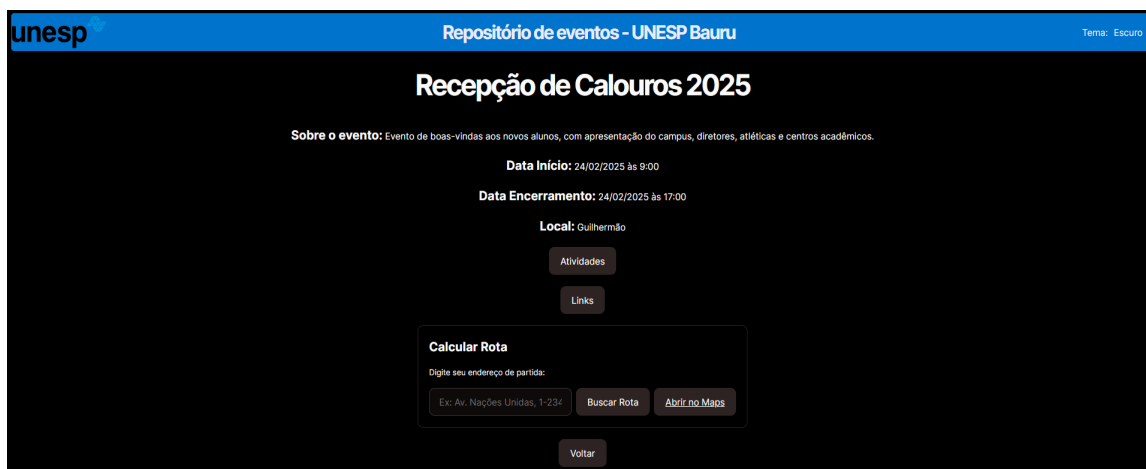 unesp
Repositório de eventos - UNESP Bauru
Tema: Escuro
Recepção de Calouros 2025
Sobre o evento: Evento de boas-vindas aos novos alunos, com apresentação do campus, diretores, atléticas e centros acadêmicos.
Data Início: 24/02/2025 às 9:00
Data Encerramento: 24/02/2025 às 17:00
Local: Guilhermão
Atividades
Links
Calcular Rota
Digite seu endereço de partida:
Ex: Av. Nações Unidas, 1-234
Buscar Rota
Abrir no Maps
Voltar